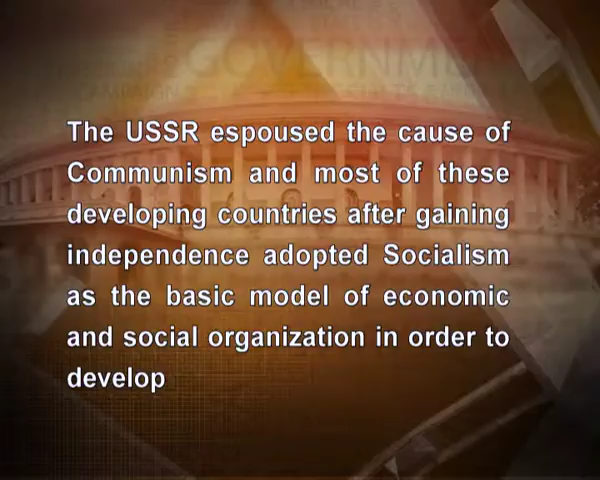 GOVERNME
The USSR espoused the cause of
Communism and most of these
developing countries after gaining
independence adopted Socialism
as the basic model of economic
and social organization in order to
develop